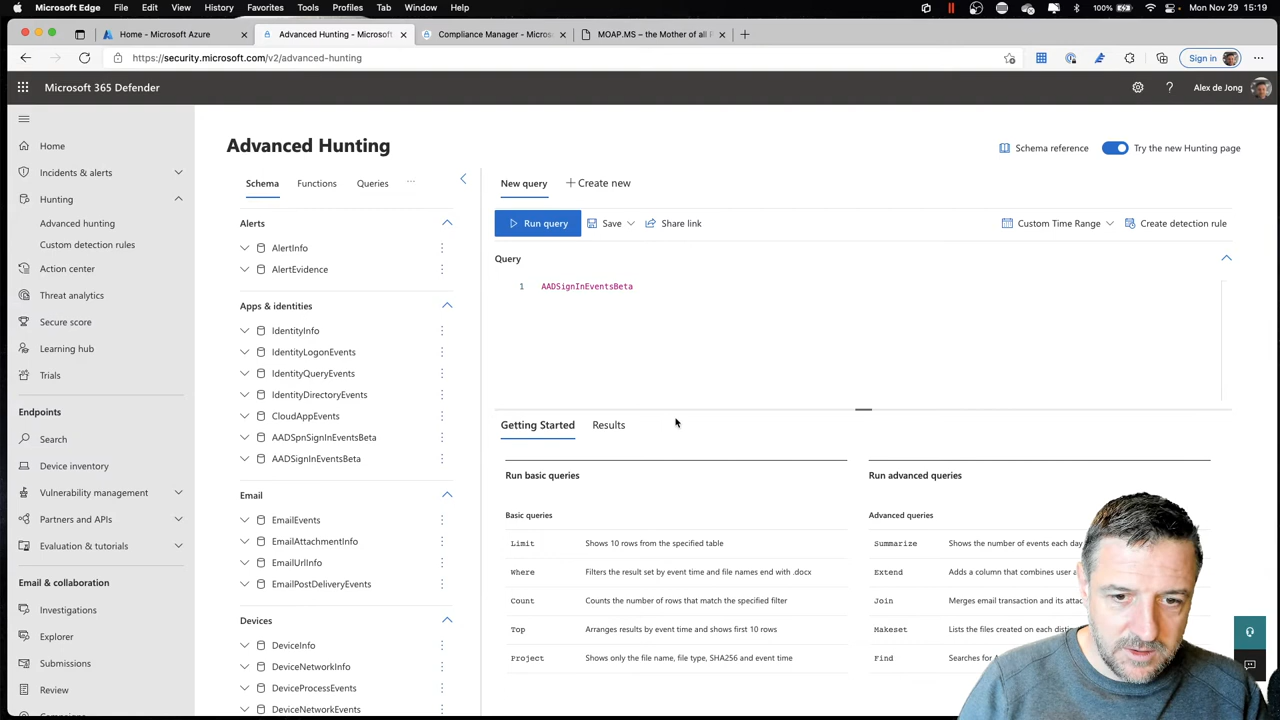 Microsoft Edge File Edit View History Favorites Tools Profiles Tab Window Help 100% Mon Nov 29 15:19
Home - Microsoft Azure
Advanced Hunting - Microsoft
Compliance Manager - Micros
MOAP.MS – the Mother of all
https://security.microsoft.com/v2/advanced-hunting
Sign in
Microsoft 365 Defender
Alex de Jong
Home
Incidents & alerts
Hunting
Advanced hunting
Custom detection rules
Action center
Threat analytics
Secure score
Learning hub
Trials
Endpoints
Search
Device inventory
Vulnerability management
Partners and APIs
Evaluation & tutorials
Email & collaboration
Investigations
Explorer
Submissions
Review
Advanced Hunting
Schema reference
Try the new Hunting page
Schema Functions Queries ...
Alerts
AlertInfo
AlertEvidence
Apps & identities
IdentityInfo
IdentityLogonEvents
IdentityQueryEvents
IdentityDirectoryEvents
CloudAppEvents
AADSpnSignInEventsBeta
AADSignInEventsBeta
Email
EmailEvents
EmailAttachmentInfo
EmailUrlInfo
EmailPostDeliveryEvents
Devices
DeviceInfo
DeviceNetworkInfo
DeviceProcessEvents
DeviceNetworkEvents
New query
Create new
Run query
Save
Share link
Custom Time Range
Create detection rule
Query
1 AADSignInEventsBeta
Getting Started
Results
Run basic queries
Basic queries
Limit Shows 10 rows from the specified table
Where Filters the result set by event time and file names end with .docx
Count Counts the number of rows that match the specified filter
Top Arranges results by event time and shows first 10 rows
Project Shows only the file name, file type, SHA256 and event time
Run advanced queries
Advanced queries
Summarize Shows the number of events each day
Extend Adds a column that combines user
Join Merges email transaction and its
Makeset Lists the files created on each
Find Searches for